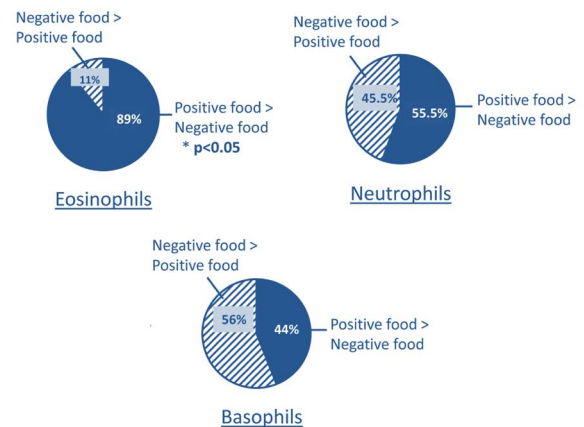 Negative food >
Positive food
11%
89%
Positive food >
Negative food
* p<0.05
Eosinophils
Negative food >
Positive food
45.5%
55.5%
Positive food >
Negative food
Neutrophils
Negative food >
Positive food
56%
44%
Positive food >
Negative food
Basophils